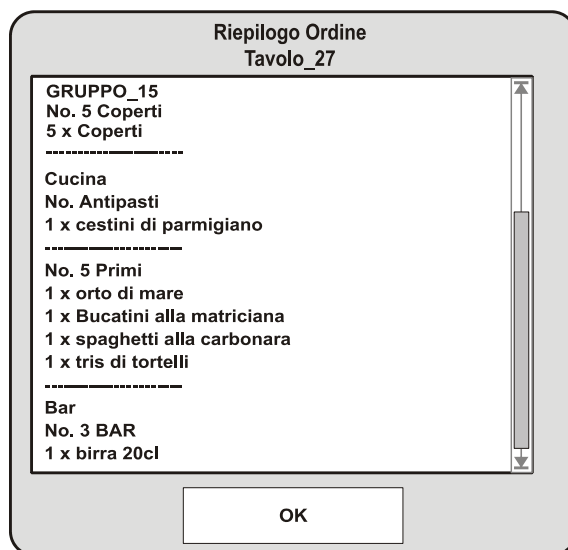 Riepilogo Ordine
Tavolo_27
GRUPPO_15
No. 5 Coperti
5 x Coperti
---------------------
Cucina
No. Antipasti
1 x cestini di parmigiano
---------------------
No. 5 Primi
1 x orto di mare
1 x Bucatini alla matriciana
1 x spaghetti alla carbonara
1 x tris di tortelli
---------------------
Bar
No. 3 BAR
1 x birra 20cl
OK